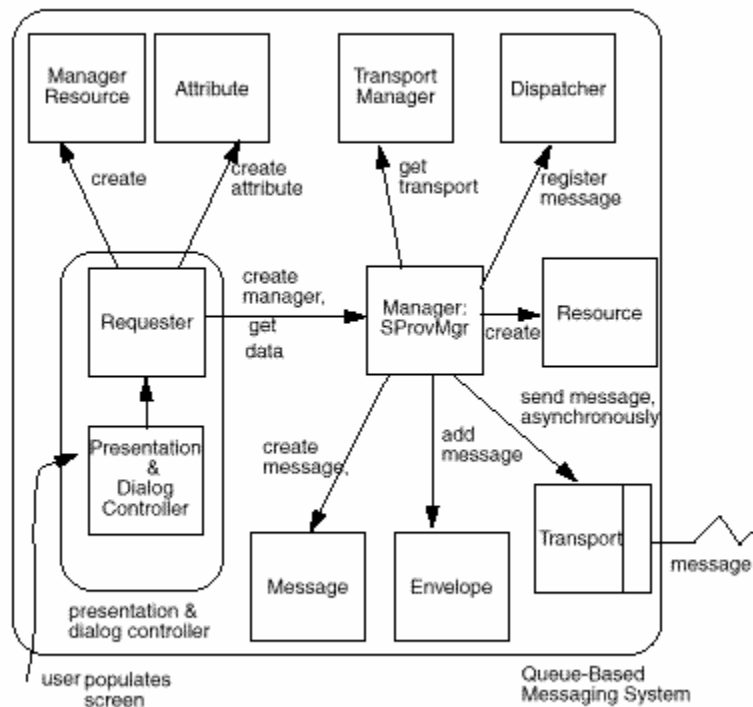 Manager
Resource
Attribute
Transport
Manager
Dispatcher
create
create
attribute
get
transport
register
message
Requester
create
manager,
get
data
Manager:
SProvMgr
create
Resource
Presentation
&
Dialog
Controller
create
message,
add
message
send message,
asynchronously
Message
Envelope
Transport
message
presentation &
dialog controller
user populates
screen
Queue-Based
Messaging System